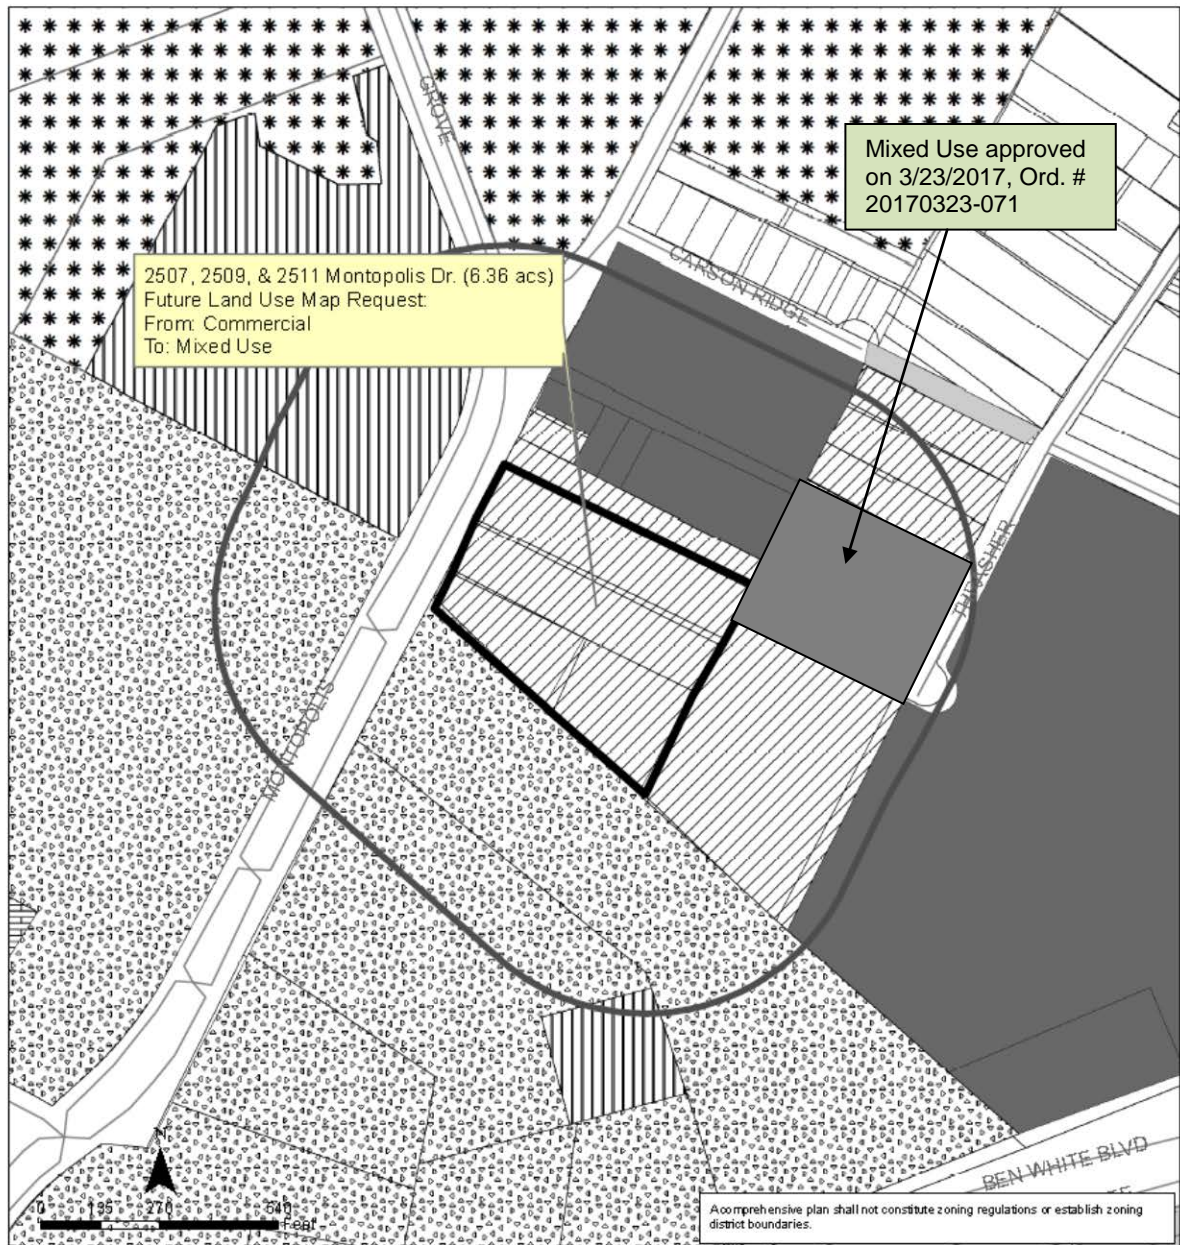 GROVE
Mixed Use approved
on 3/23/2017, Ord. #
20170323-071
CARSON RIDGE
2507, 2509, & 2511 Montopolis Dr. (6.36 acs)
Future Land Use Map Request:
From: Commercial
To: Mixed Use
THRASHER
MONTOPOLIS
N
0 135 270 540
Feet
BEN WHITE BLVD
A comprehensive plan shall not constitute zoning regulations or establish zoning
district boundaries.